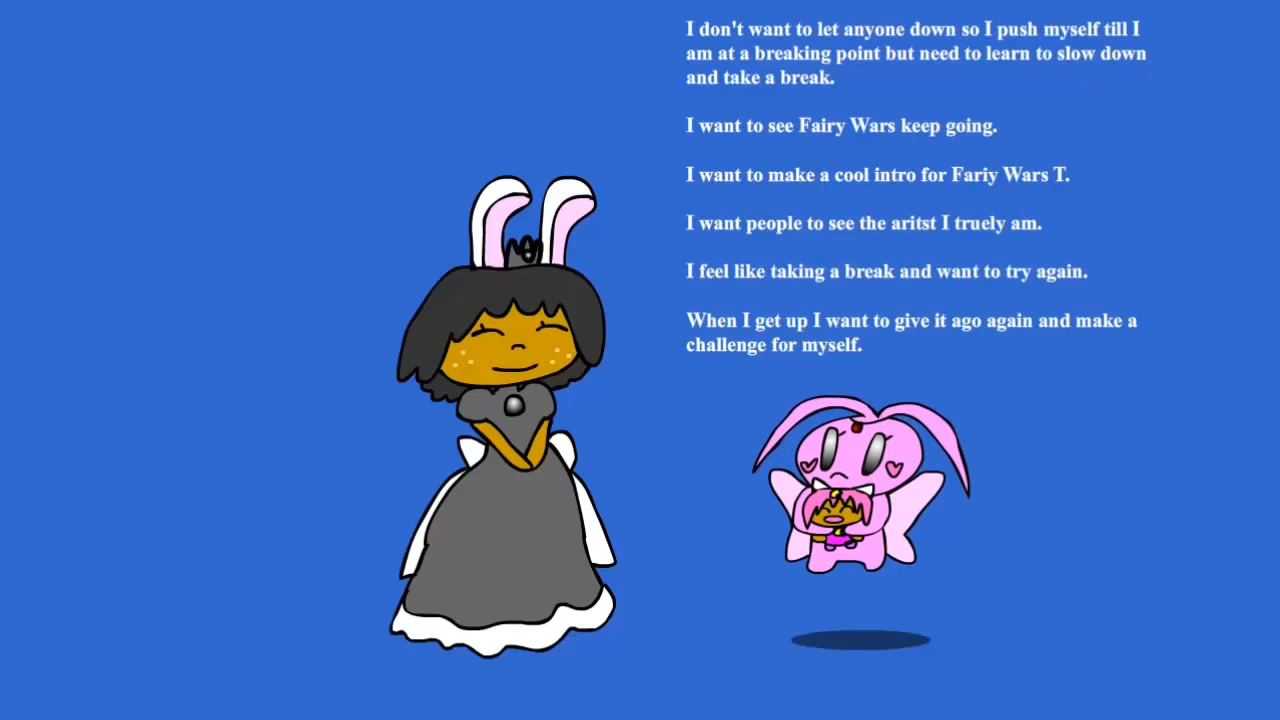 I don't want to let anyone down so I push myself till I
am at a breaking point but need to learn to slow down
and take a break.
I want to see Fairy Wars keep going.
I want to make a cool intro for Fariy Wars T.
I want people to see the aritst I truely am.
I feel like taking a break and want to try again.
When I get up I want to give it ago again and make a
challenge for myself.